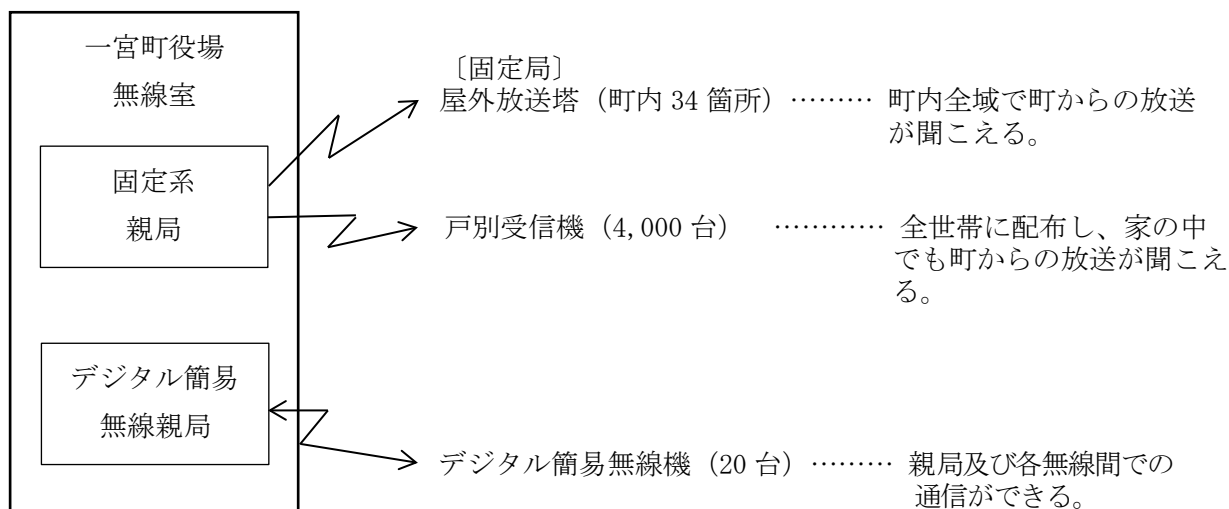 一宮町役場
無線室
固定系
親局
デジタル簡易
無線親局
〔固定局〕
屋外放送塔（町内 34 箇所）……… 町内全域で町からの放送
が聞こえる。
戸別受信機（4,000 台） ………… 全世帯に配布し、家の中
でも町からの放送が聞こえ
る。
デジタル簡易無線機（20 台）……… 親局及び各無線間での
通信ができる。